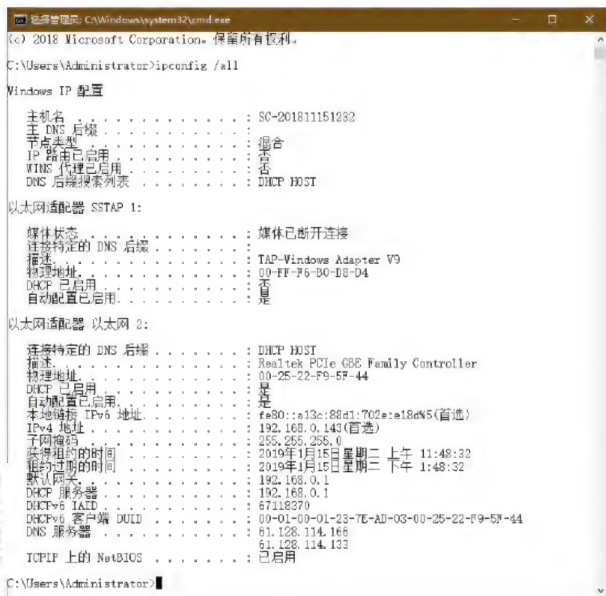 选择管理员: C:\Windows\system32\cmd.exe
(c) 2018 Microsoft Corporation。保留所有权利。
C:\Users\Administrator>ipconfig /all
Windows IP 配置
主机名 . . . . . . . . . . . . . : SC-201811151232
主 DNS 后缀 . . . . . . . . . . . :
节点类型 . . . . . . . . . . . . : 混合
IP 路由已启用 . . . . . . . . . . : 否
WINS 代理已启用 . . . . . . . . . : 否
DNS 后缀搜索列表 . . . . . . . . : DHCP HOST
以太网适配器 SSTAP 1:
媒体状态 . . . . . . . . . . . . : 媒体已断开连接
连接特定的 DNS 后缀 . . . . . . . :
描述. . . . . . . . . . . . . . . : TAP-Windows Adapter V9
物理地址. . . . . . . . . . . . . : 00-FF-F6-B0-D8-D4
DHCP 已启用 . . . . . . . . . . . : 否
自动配置已启用. . . . . . . . . . : 是
以太网适配器 以太网 2:
连接特定的 DNS 后缀 . . . . . . . : DHCP HOST
描述. . . . . . . . . . . . . . . : Realtek PCIe GBE Family Controller
物理地址. . . . . . . . . . . . . : 00-25-22-F9-5F-44
DHCP 已启用 . . . . . . . . . . . : 是
自动配置已启用. . . . . . . . . . : 是
本地链接 IPv6 地址. . . . . . . . : fe80::a13c:88d1:702e:e18d%5(首选)
IPv4 地址 . . . . . . . . . . . . : 192.168.0.143(首选)
子网掩码 . . . . . . . . . . . . : 255.255.255.0
获得租约的时间 . . . . . . . . . : 2019年1月15日星期二 上午 11:48:32
租约过期的时间 . . . . . . . . . : 2019年1月15日星期二 下午 1:48:32
默认网关. . . . . . . . . . . . . : 192.168.0.1
DHCP 服务器 . . . . . . . . . . . : 192.168.0.1
DHCPv6 IAID . . . . . . . . . . . : 67118370
DHCPv6 客户端 DUID . . . . . . . : 00-01-00-01-23-7E-AD-03-00-25-22-F9-5F-44
DNS 服务器 . . . . . . . . . . . : 61.128.114.166
61.128.114.133
TCPIP 上的 NetBIOS . . . . . . . : 已启用
C:\Users\Administrator>